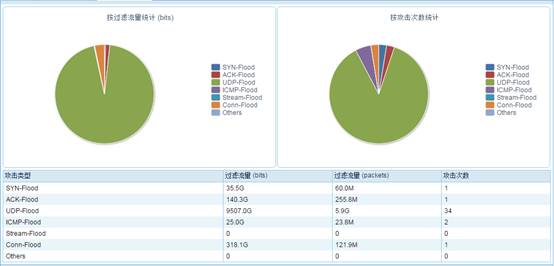 按过滤流量统计 (bits)
SYN-Flood
ACK-Flood
UDP-Flood
ICMP-Flood
Stream-Flood
Conn-Flood
Others
按攻击次数统计
SYN-Flood
ACK-Flood
UDP-Flood
ICMP-Flood
Stream-Flood
Conn-Flood
Others
攻击类型 过滤流量 (bits) 过滤流量 (packets) 攻击次数
SYN-Flood 35.5G 60.0M 1
ACK-Flood 140.3G 255.8M 1
UDP-Flood 9507.0G 5.9G 34
ICMP-Flood 25.0G 23.8M 2
Stream-Flood 0 0 0
Conn-Flood 318.1G 121.9M 1
Others 0 0 0